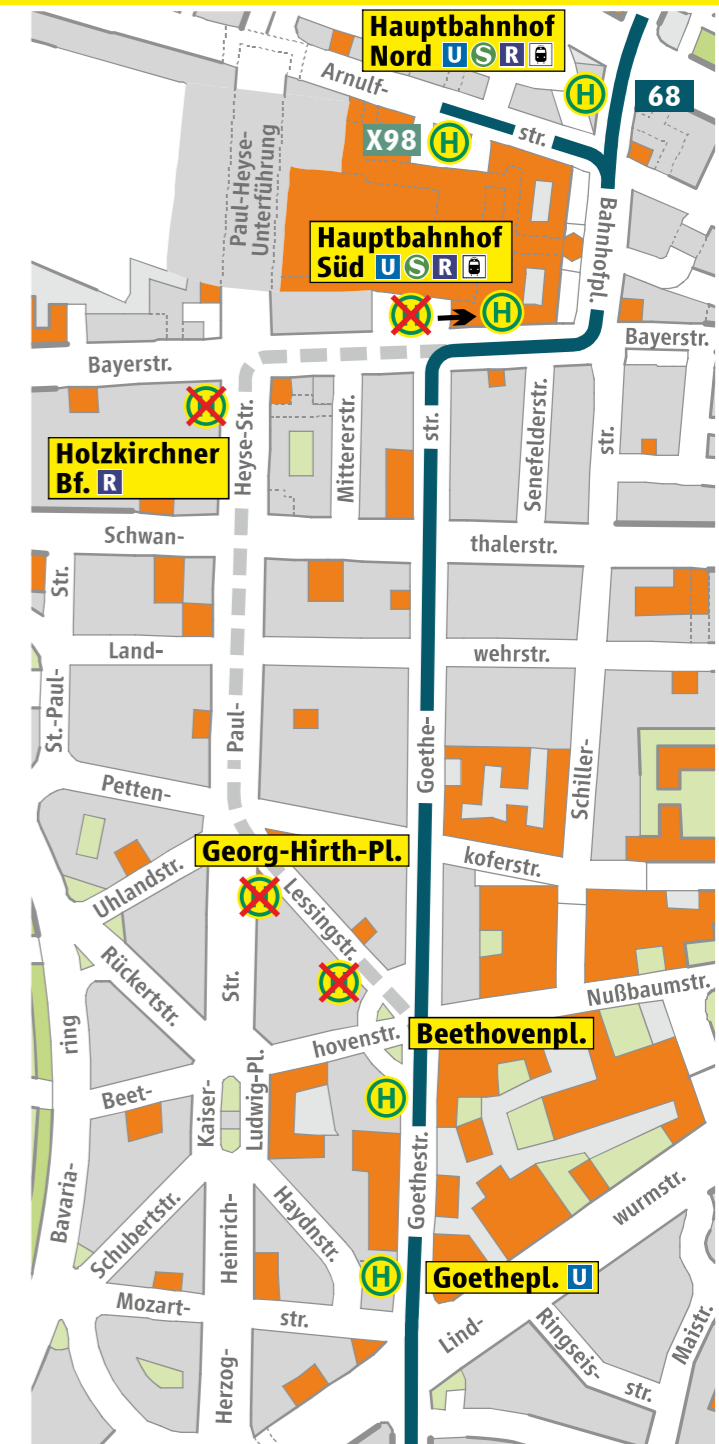 Hauptbahnhof
Nord U S R
Arnulf-
str.
68
X98 H
H
Paul-Heyse-
Unterführung
Hauptbahnhof
Süd U S R
H
Bahnhofpl.
Bayerstr.
Bayerstr.
H
Holzkirchner
Bf. R
Heyse-Str.
Mittererstr.
str.
Senefelderstr.
str.
Schwan-
thalerstr.
Str.
Land-
wehrstr.
St.-Paul-
Paul-
Goethe-
Schiller-
Petten-
koferstr.
Georg-Hirth-Pl.
Uhlandstr.
Lessingstr.
Rückertstr.
Str.
Nußbaumstr.
ring
hovenstr.
Beethovenpl.
Beet-
Kaiser-
Ludwig-Pl.
H
Goethestr.
Bavaria-
Schubertstr.
Heinrich-
Haydnstr.
wurmstr.
H
Goethepl. U
Mozart-
str.
Lind-
Ringseis-
str.
Maistr.
Herzog-